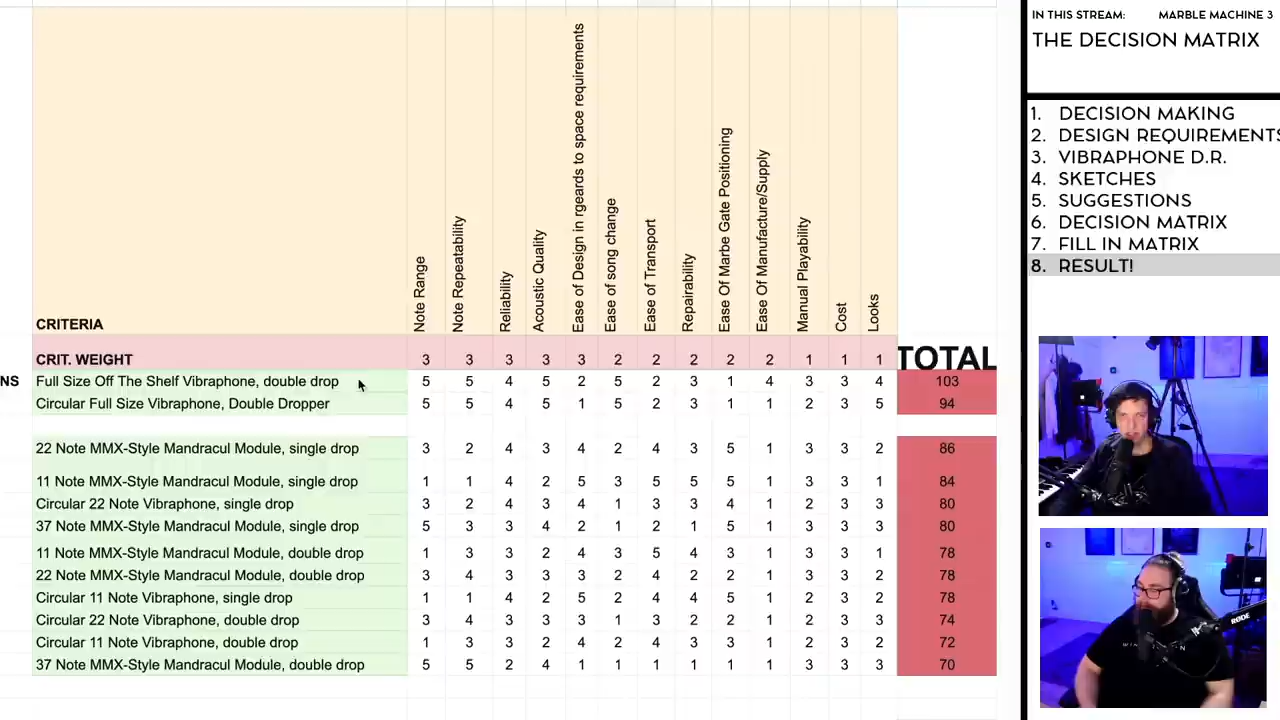 IN THIS STREAM: MARBLE MACHINE 3
THE DECISION MATRIX
1. DECISION MAKING
2. DESIGN REQUIREMENTS
3. VIBRAPHONE D.R.
4. SKETCHES
5. SUGGESTIONS
6. DECISION MATRIX
7. FILL IN MATRIX
8. RESULT!
CRITERIA
Note Range
Note Repeatability
Reliability
Acoustic Quality
Ease of Design in rgeards to space requirements
Ease of song change
Ease of Transport
Repairability
Ease Of Marbe Gate Positioning
Ease Of Manufacture/Supply
Manual Playability
Cost
Looks
CRIT. WEIGHT 3 3 3 3 3 2 2 2 2 2 1 1 1 TOTAL
NS Full Size Off The Shelf Vibraphone, double drop 5 5 4 5 2 5 2 3 1 4 3 3 4 103
Circular Full Size Vibraphone, Double Dropper 5 5 4 5 1 5 2 3 1 1 2 3 5 94
22 Note MMX-Style Mandracul Module, single drop 3 2 4 3 4 2 4 3 5 1 3 3 2 86
11 Note MMX-Style Mandracul Module, single drop 1 1 4 2 5 3 5 5 5 1 3 3 1 84
Circular 22 Note Vibraphone, single drop 3 2 4 3 4 1 3 3 4 1 2 3 3 80
37 Note MMX-Style Mandracul Module, single drop 5 3 3 4 2 1 2 1 5 1 3 3 3 80
11 Note MMX-Style Mandracul Module, double drop 1 3 3 2 4 3 5 4 3 1 3 3 1 78
22 Note MMX-Style Mandracul Module, double drop 3 4 3 3 3 2 4 2 2 1 3 3 2 78
Circular 11 Note Vibraphone, single drop 1 1 4 2 5 2 4 4 5 1 2 3 2 78
Circular 22 Note Vibraphone, double drop 3 4 3 3 3 1 3 2 2 1 2 3 3 74
Circular 11 Note Vibraphone, double drop 1 3 3 2 4 2 4 3 3 1 2 3 2 72
37 Note MMX-Style Mandracul Module, double drop 5 5 2 4 1 1 1 1 1 1 3 3 3 70
RODE